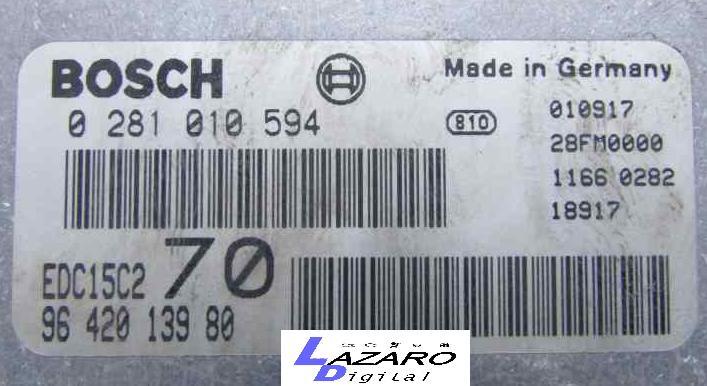 BOSCH
Made in Germany
0 281 010 594
810
010917
28FM0000
1166 0282
18917
70
EDC15C2
96 420 139 80
LAZARO
Digital